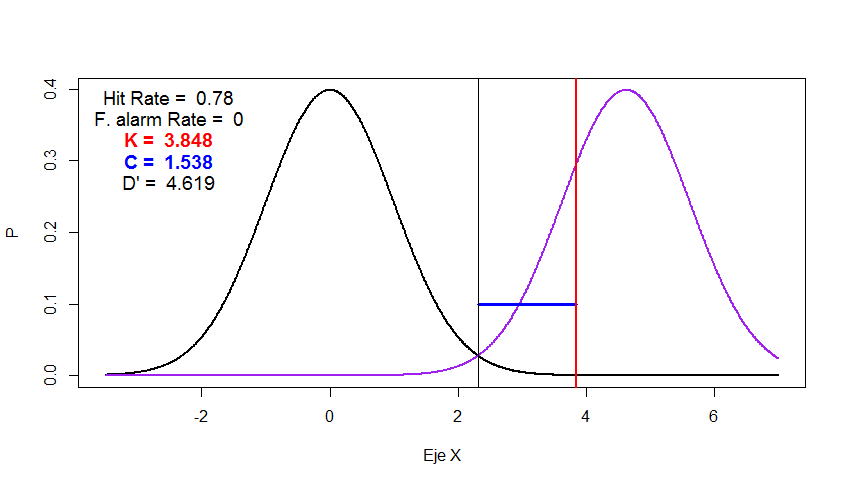 Hit Rate =  0.78
F. alarm Rate =  0
K =  3.848
C =  1.538
D' =  4.619
P
0.0
0.1
0.2
0.3
0.4
-2
0
2
4
6
Eje X